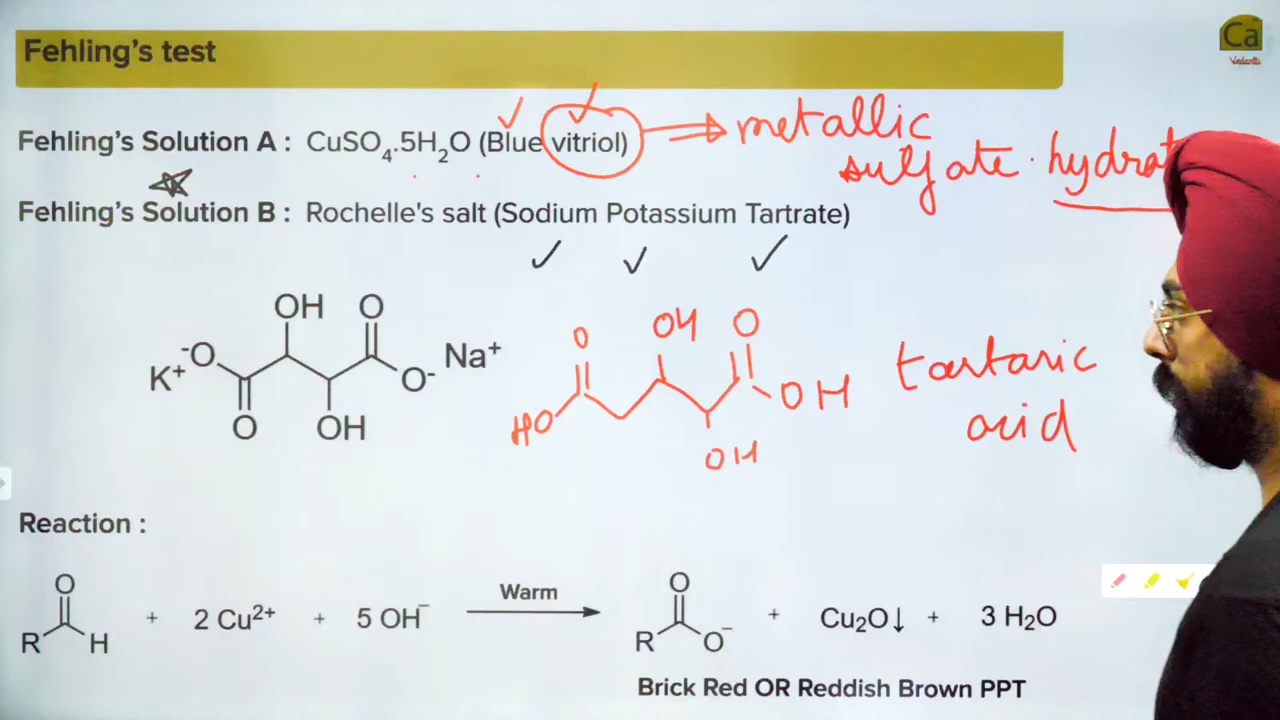 Fehling's test
Ca
Vedantu
Fehling's Solution A : CuSO₄.5H₂O (Blue vitriol)
metallic
sulfate. hydrat
Fehling's Solution B : Rochelle's salt (Sodium Potassium Tartrate)
OH O
K⁺ ⁻O O⁻ Na⁺
O OH
O OH O
HO OH
OH
tartaric
acid
Reaction :
O
R H + 2 Cu²⁺ + 5 OH⁻ Warm
O
R O⁻ + Cu₂O↓ + 3 H₂O
Brick Red OR Reddish Brown PPT